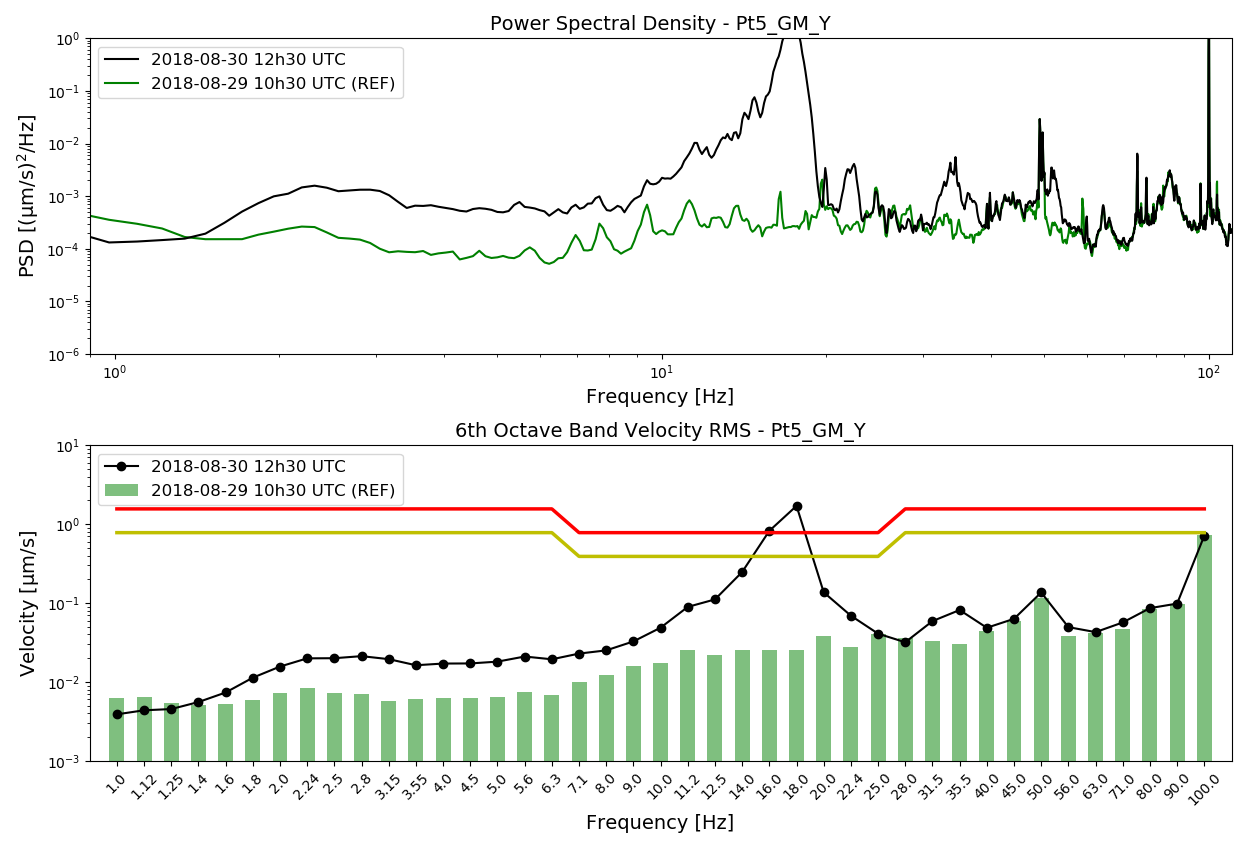 Power Spectral Density - Pt5_GM_Y
PSD [(μm/s)²/Hz]
10⁰
10⁻¹
10⁻²
10⁻³
10⁻⁴
10⁻⁵
10⁻⁶
2018-08-30 12h30 UTC
2018-08-29 10h30 UTC (REF)
10⁰ 10¹ 10²
Frequency [Hz]
6th Octave Band Velocity RMS - Pt5_GM_Y
Velocity [μm/s]
10¹
10⁰
10⁻¹
10⁻²
10⁻³
2018-08-30 12h30 UTC
2018-08-29 10h30 UTC (REF)
1.0 1.12 1.25 1.4 1.6 1.8 2.0 2.24 2.5 2.8 3.15 3.55 4.0 4.5 5.0 5.6 6.3 7.1 8.0 9.0 10.0 11.2 12.5 14.0 16.0 18.0 20.0 22.4 25.0 28.0 31.5 35.5 40.0 45.0 50.0 56.0 63.0 71.0 80.0 90.0 100.0
Frequency [Hz]